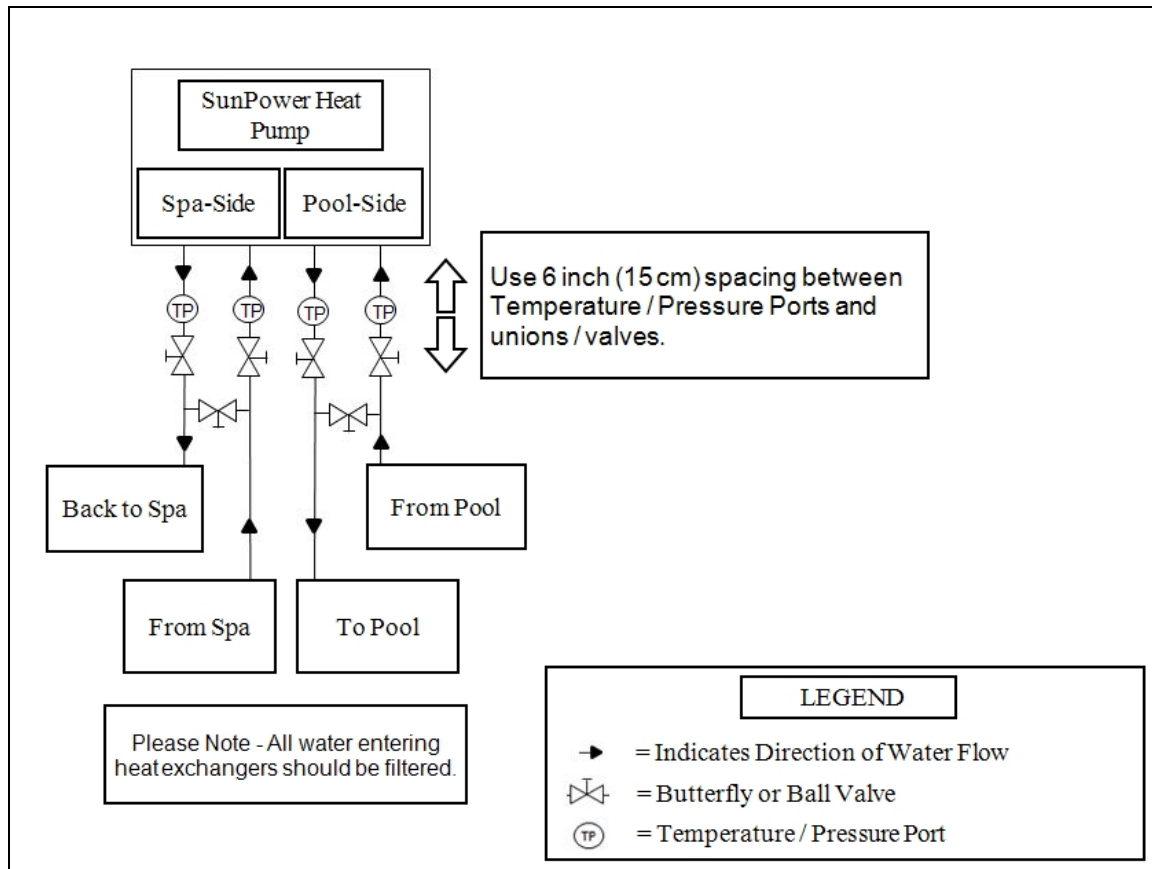 SunPower Heat
Pump
Spa-Side
Pool-Side
TP
TP
TP
TP
Use 6 inch (15 cm) spacing between
Temperature / Pressure Ports and
unions / valves.
Back to Spa
From Pool
From Spa
To Pool
Please Note - All water entering
heat exchangers should be filtered.
LEGEND
= Indicates Direction of Water Flow
= Butterfly or Ball Valve
TP = Temperature / Pressure Port